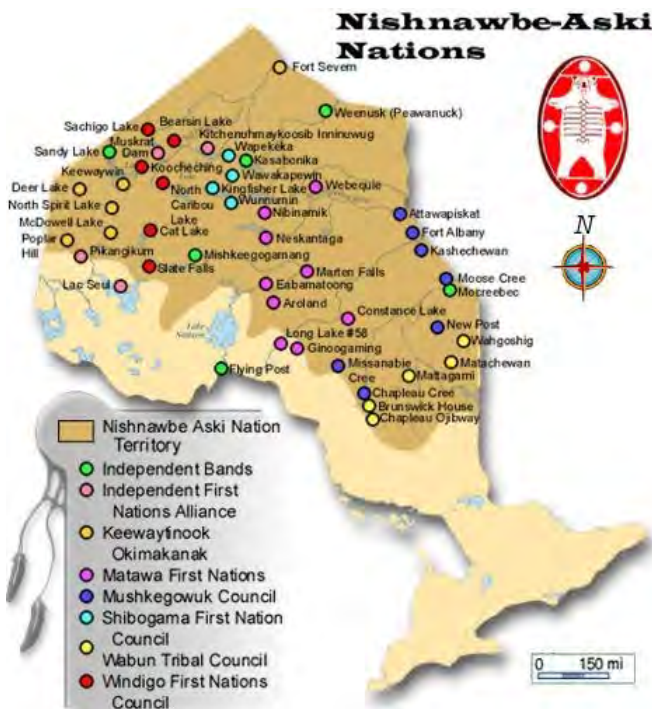 Nishnawbe-Aski
Nations
Fort Severn
Weenusk (Peawanuck)
Bearsin Lake
Sachigo Lake
Kitchenuhmaykoosib Inninuwug
Muskrat
Dam
Wapekeka
Sandy Lake
Kasabonika
Koocheching
Wawakapewin
Keewaywin
Webequie
Deer Lake
North
Caribou
Lake
Kingfisher Lake
Wunnumin
North Spirit Lake
Nibinamik
Attawapiskat
McDowell Lake
Cat Lake
Fort Albany
Poplar
Hill
Neskantaga
Kashechewan
Pikangikum
Mishkeegogamang
Slate Falls
Marten Falls
Moose Cree
Lac Seul
Eabamatoong
Mocreebec
Aroland
Constance Lake
New Post
Lake
Nipigon
Long Lake #58
Wahgoshig
Ginoogaming
Flying Post
Missanabie
Cree
Matachewan
Mattagami
Chapleau Cree
Brunswick House
Chapleau Ojibway
N
Nishnawbe Aski Nation
Territory
Independent Bands
Independent First
Nations Alliance
Keewaytinook
Okimakanak
Matawa First Nations
Mushkegowuk Council
Shibogama First Nation
Council
Wabun Tribal Council
Windigo First Nations
Council
0 150 mi